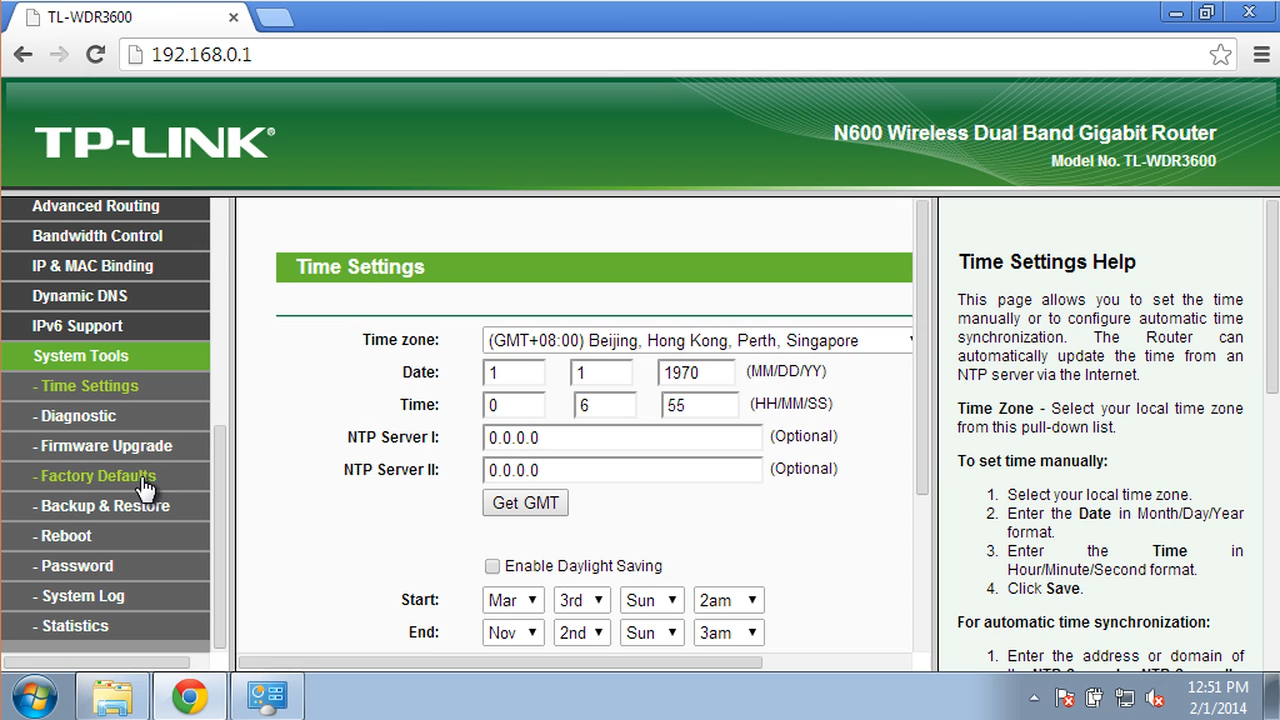 TL-WDR3600
192.168.0.1
TP-LINK®
N600 Wireless Dual Band Gigabit Router
Model No. TL-WDR3600
Advanced Routing
Bandwidth Control
IP & MAC Binding
Dynamic DNS
IPv6 Support
System Tools
- Time Settings
- Diagnostic
- Firmware Upgrade
- Factory Defaults
- Backup & Restore
- Reboot
- Password
- System Log
- Statistics
Time Settings
Time zone: (GMT+08:00) Beijing, Hong Kong, Perth, Singapore
Date: 1 1 1970 (MM/DD/YY)
Time: 0 6 55 (HH/MM/SS)
NTP Server I: 0.0.0.0 (Optional)
NTP Server II: 0.0.0.0 (Optional)
Get GMT
Enable Daylight Saving
Start: Mar 3rd Sun 2am
End: Nov 2nd Sun 3am
Time Settings Help
This page allows you to set the time
manually or to configure automatic time
synchronization. The Router can
automatically update the time from an
NTP server via the Internet.
Time Zone - Select your local time zone
from this pull-down list.
To set time manually:
1. Select your local time zone.
2. Enter the Date in Month/Day/Year
format.
3. Enter the Time in
Hour/Minute/Second format.
4. Click Save.
For automatic time synchronization:
1. Enter the address or domain of
12:51 PM
2/1/2014